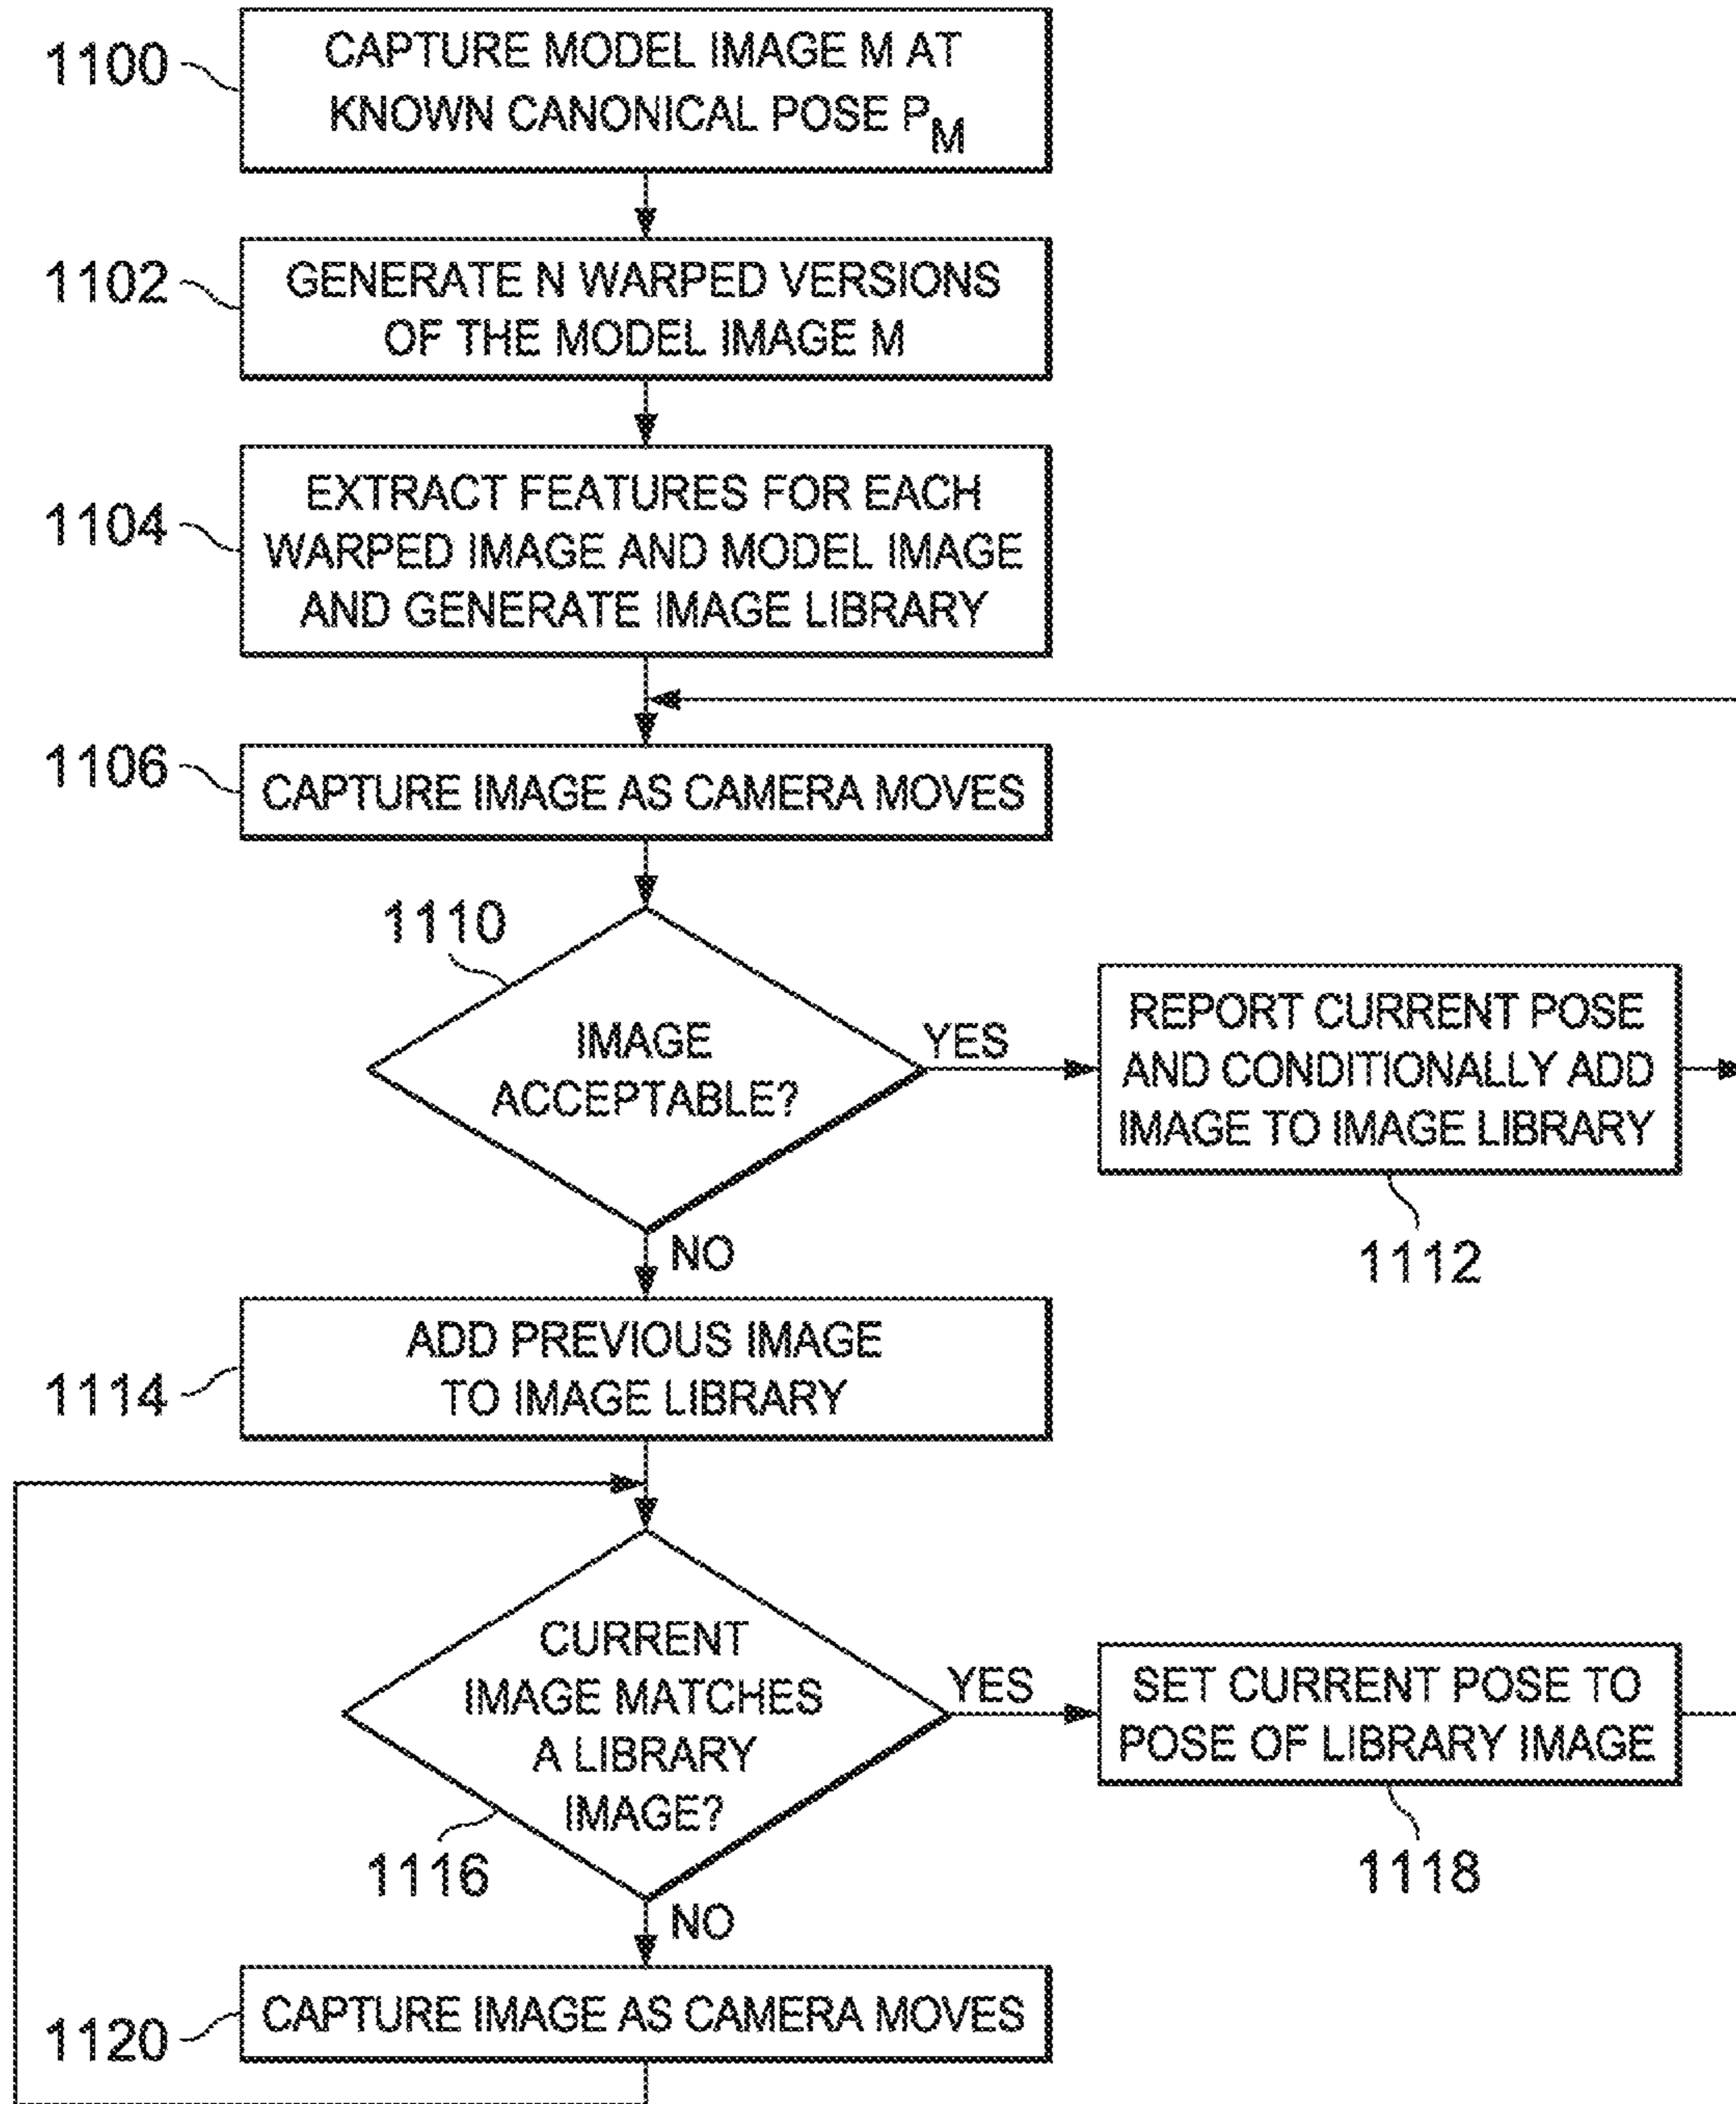 1100
CAPTURE MODEL IMAGE M AT
KNOWN CANONICAL POSE PM
1102
GENERATE N WARPED VERSIONS
OF THE MODEL IMAGE M
1104
EXTRACT FEATURES FOR EACH
WARPED IMAGE AND MODEL IMAGE
AND GENERATE IMAGE LIBRARY
1106
CAPTURE IMAGE AS CAMERA MOVES
1110
IMAGE
ACCEPTABLE?
YES
REPORT CURRENT POSE
AND CONDITIONALLY ADD
IMAGE TO IMAGE LIBRARY
1112
NO
1114
ADD PREVIOUS IMAGE
TO IMAGE LIBRARY
CURRENT
IMAGE MATCHES
A LIBRARY
IMAGE?
1116
YES
SET CURRENT POSE TO
POSE OF LIBRARY IMAGE
1118
NO
1120
CAPTURE IMAGE AS CAMERA MOVES